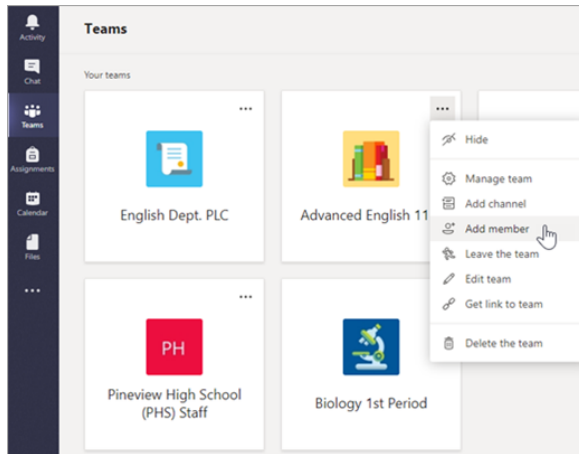 Activity
Chat
Teams
Assignments
Calendar
Files
...
Teams
Your teams
...
English Dept. PLC
...
Advanced English 11
Hide
Manage team
Add channel
Add member
Leave the team
Edit team
Get link to team
Delete the team
...
PH
Pineview High School
(PHS) Staff
Biology 1st Period